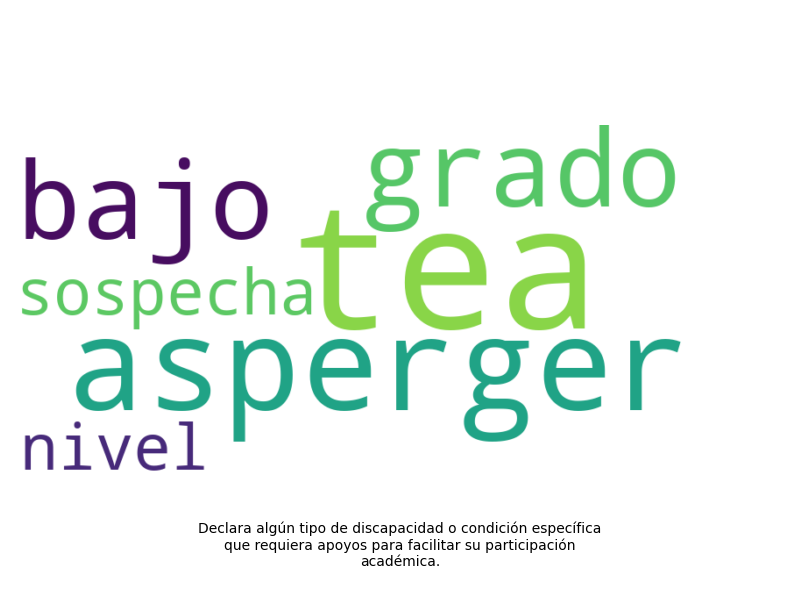 bajo
grado
tea
sospecha
asperger
nivel
Declara algún tipo de discapacidad o condición específica
que requiera apoyos para facilitar su participación
académica.